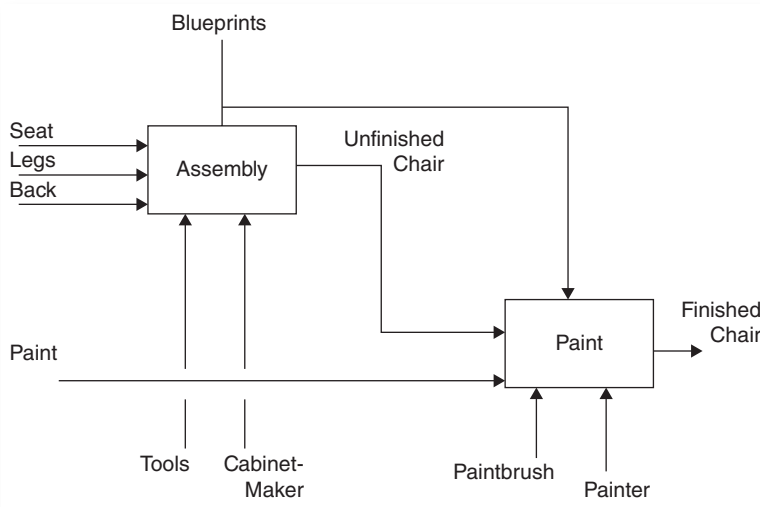 Blueprints
Seat
Legs
Back
Assembly
Unfinished
Chair
Paint
Paint
Finished
Chair
Tools
Cabinet-
Maker
Paintbrush
Painter